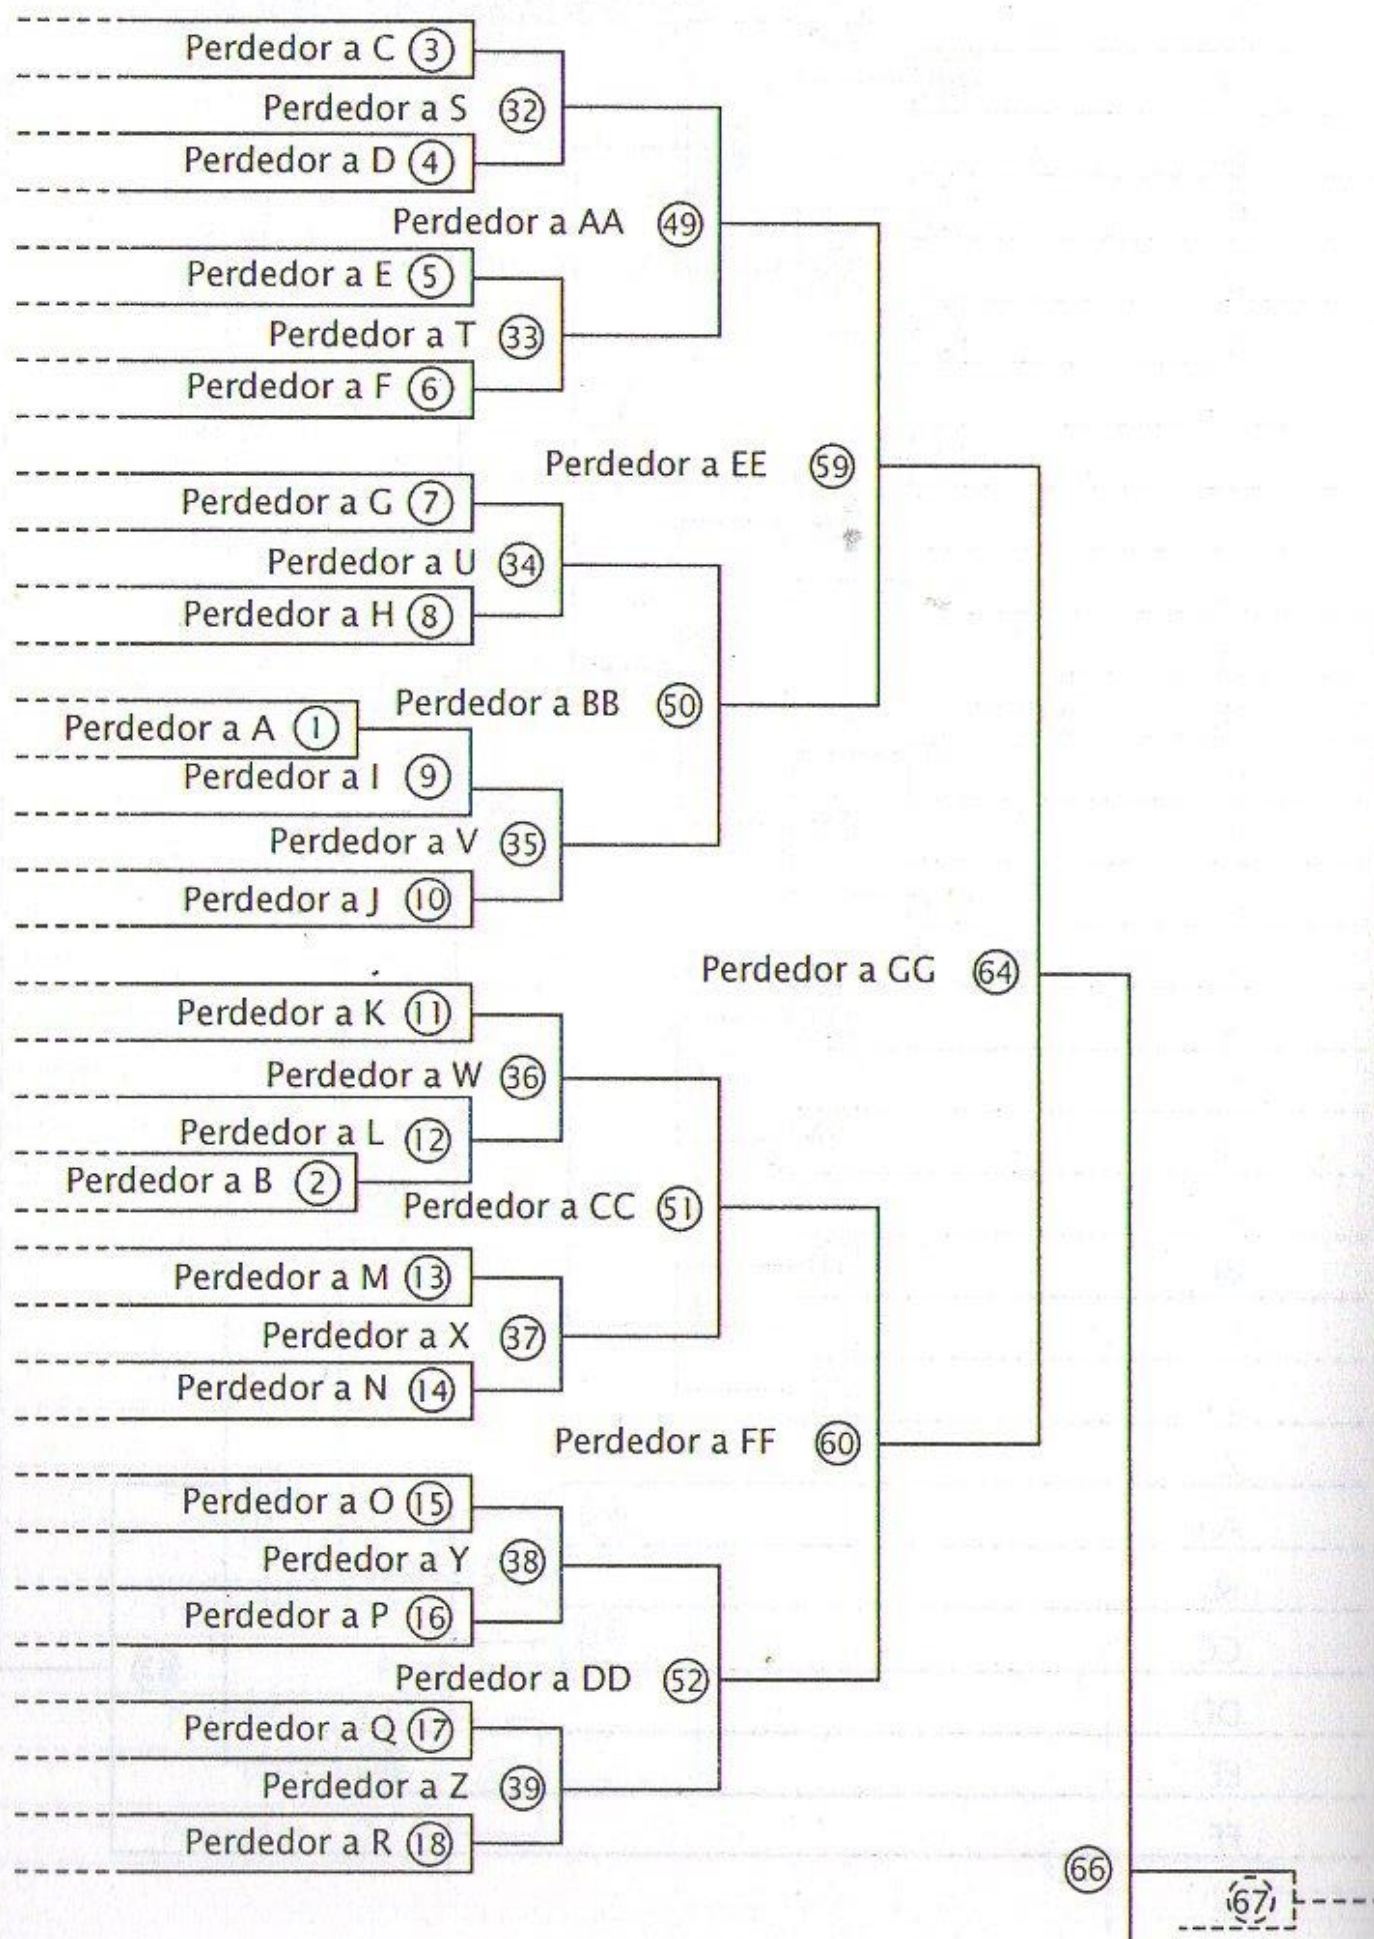 Perdedor a C 3
Perdedor a S 32
Perdedor a D 4
Perdedor a AA 49
Perdedor a E 5
Perdedor a T 33
Perdedor a F 6
Perdedor a EE 59
Perdedor a G 7
Perdedor a U 34
Perdedor a H 8
Perdedor a BB 50
Perdedor a A 1
Perdedor a I 9
Perdedor a V 35
Perdedor a J 10
Perdedor a GG 64
Perdedor a K 11
Perdedor a W 36
Perdedor a L 12
Perdedor a B 2
Perdedor a CC 51
Perdedor a M 13
Perdedor a X 37
Perdedor a N 14
Perdedor a FF 60
Perdedor a O 15
Perdedor a Y 38
Perdedor a P 16
Perdedor a DD 52
Perdedor a Q 17
Perdedor a Z 39
Perdedor a R 18
66
67